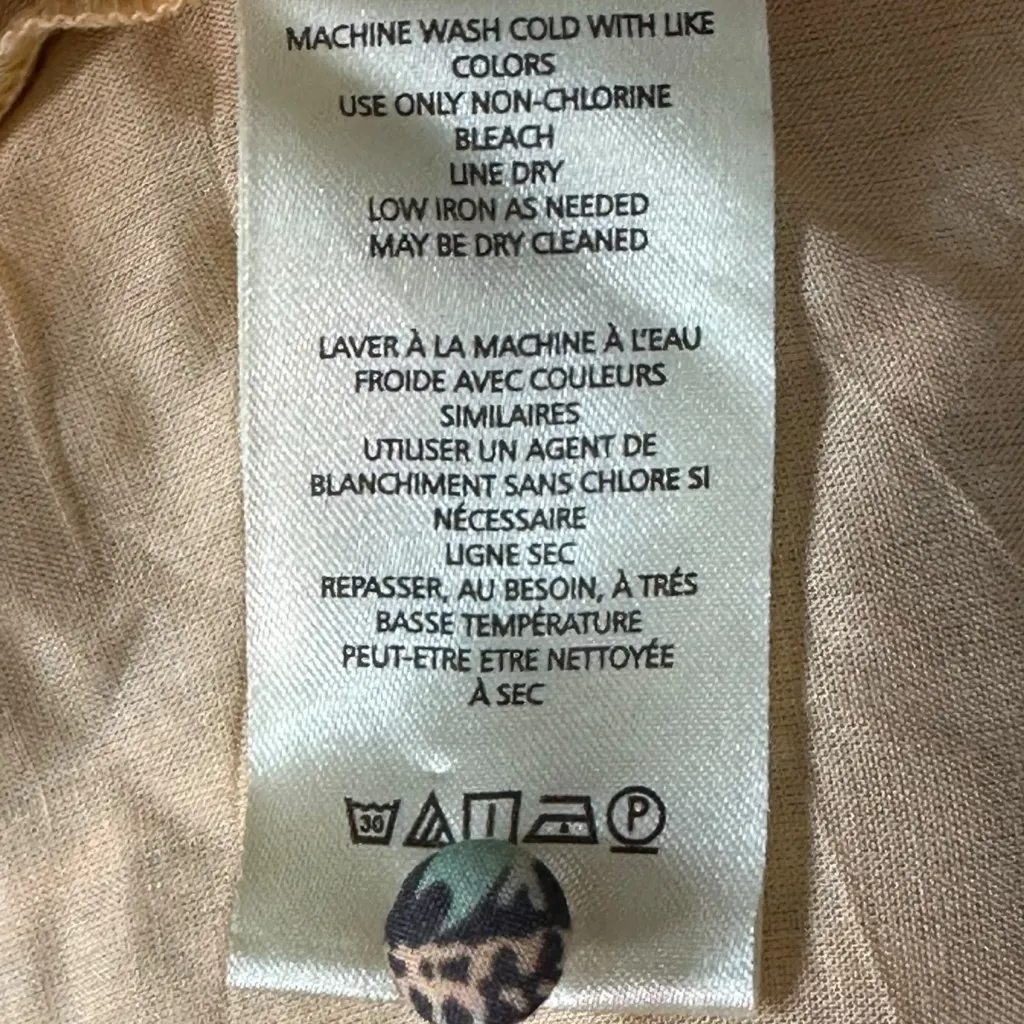 MACHINE WASH COLD WITH LIKE
COLORS
USE ONLY NON-CHLORINE
BLEACH
LINE DRY
LOW IRON AS NEEDED
MAY BE DRY CLEANED
LAVER À LA MACHINE À L'EAU
FROIDE AVEC COULEURS
SIMILAIRES
UTILISER UN AGENT DE
BLANCHIMENT SANS CHLORE SI
NÉCESSAIRE
LIGNE SEC
REPASSER, AU BESOIN, À TRÉS
BASSE TEMPÉRATURE
PEUT-ETRE ETRE NETTOYÉE
À SEC
30 P